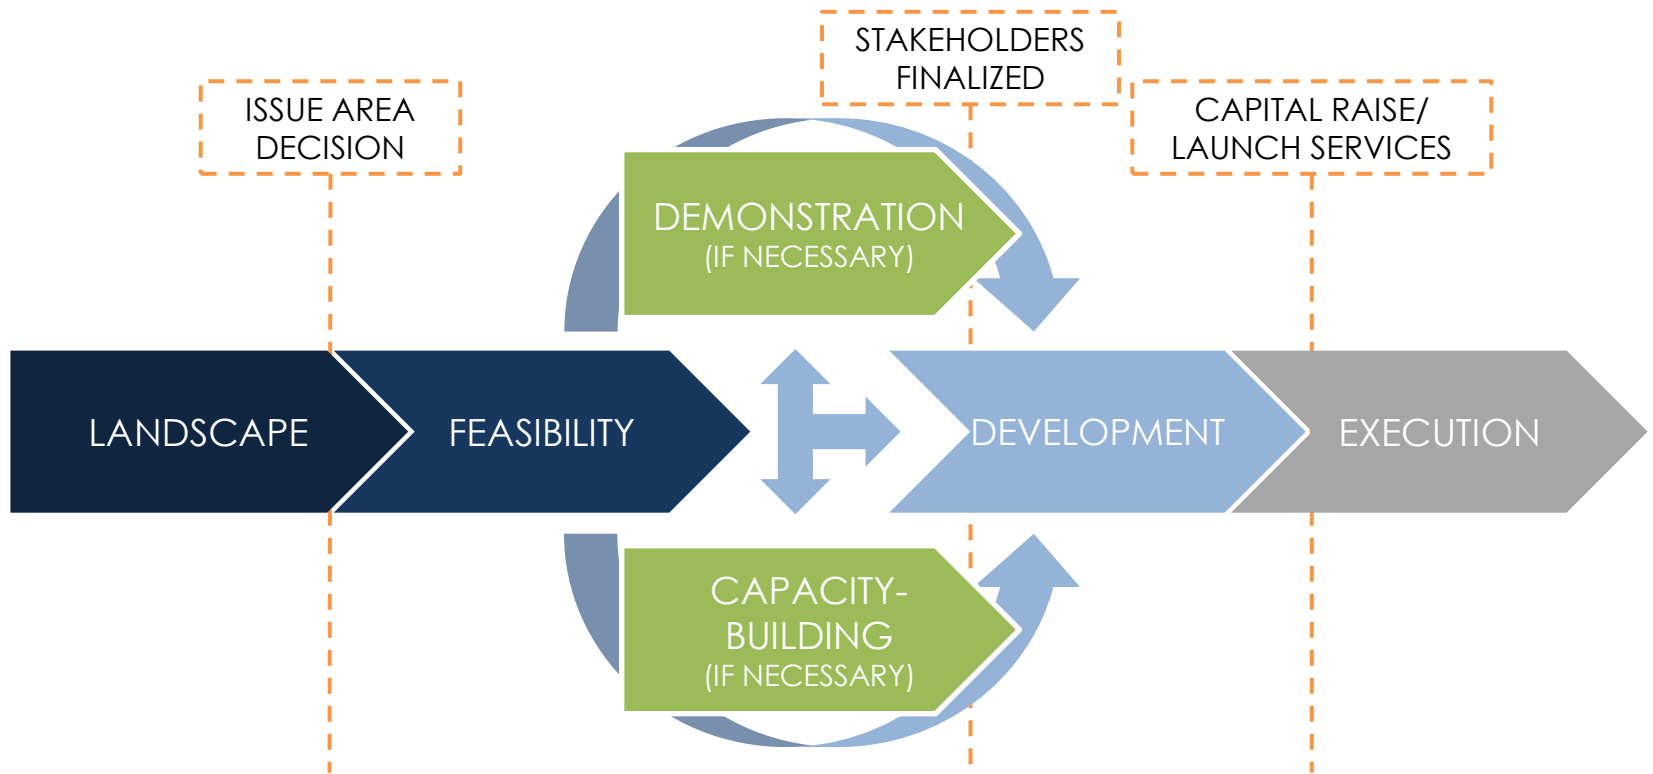 STAKEHOLDERS
FINALIZED
ISSUE AREA
DECISION
CAPITAL RAISE/
LAUNCH SERVICES
DEMONSTRATION
(IF NECESSARY)
LANDSCAPE
FEASIBILITY
DEVELOPMENT
EXECUTION
CAPACITY-
BUILDING
(IF NECESSARY)